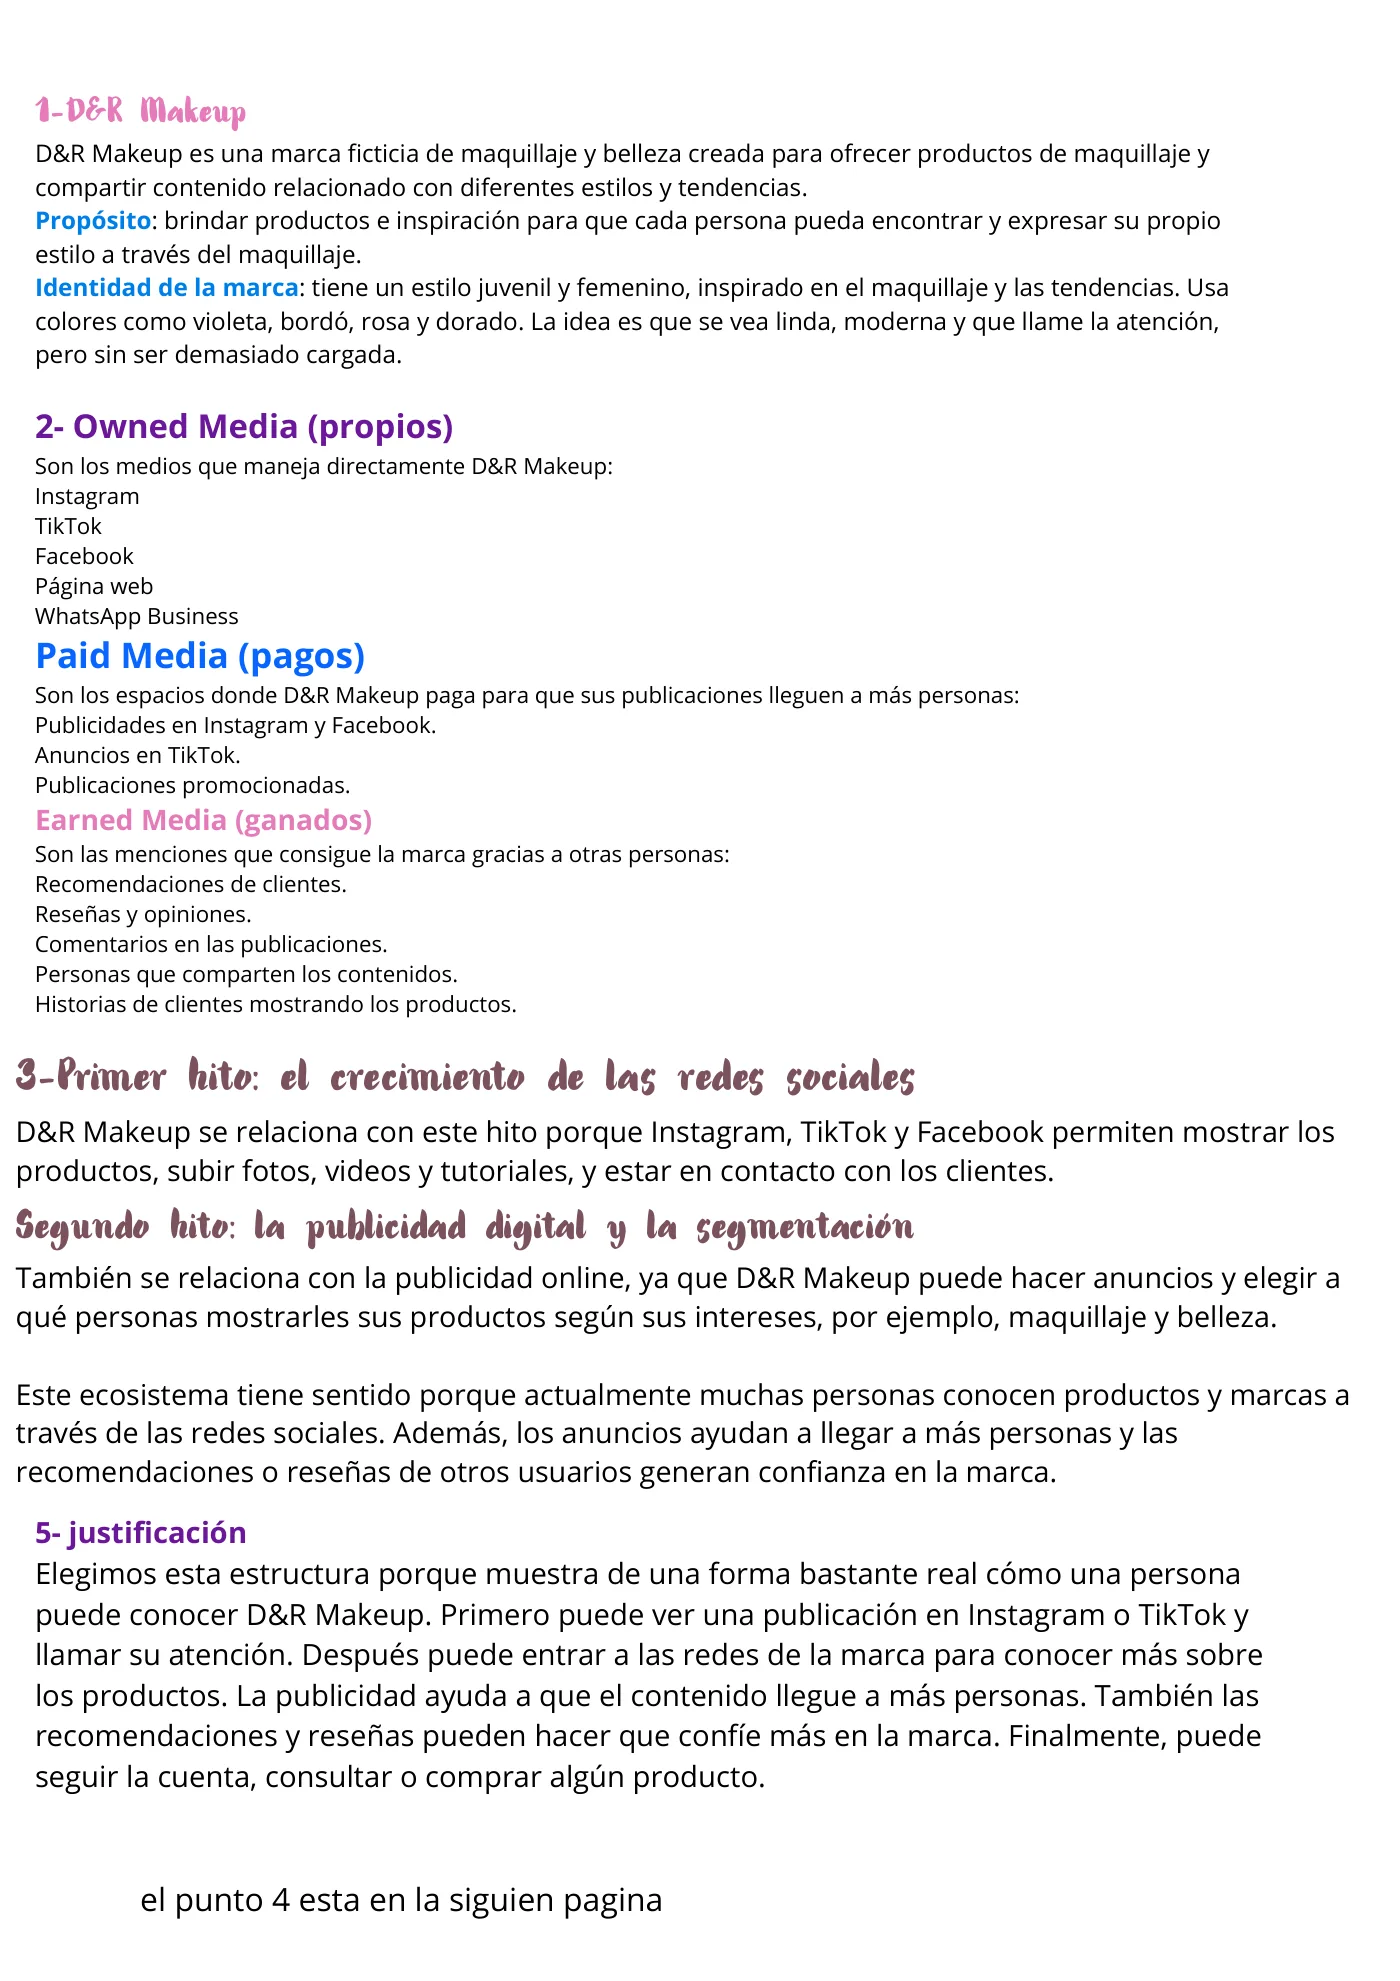 1-D&R Makeup
D&R Makeup es una marca ficticia de maquillaje y belleza creada para ofrecer productos de maquillaje y
compartir contenido relacionado con diferentes estilos y tendencias.
Propósito: brindar productos e inspiración para que cada persona pueda encontrar y expresar su propio
estilo a través del maquillaje.
Identidad de la marca: tiene un estilo juvenil y femenino, inspirado en el maquillaje y las tendencias. Usa
colores como violeta, bordó, rosa y dorado. La idea es que se vea linda, moderna y que llame la atención,
pero sin ser demasiado cargada.
2- Owned Media (propios)
Son los medios que maneja directamente D&R Makeup:
Instagram
TikTok
Facebook
Página web
WhatsApp Business
Paid Media (pagos)
Son los espacios donde D&R Makeup paga para que sus publicaciones lleguen a más personas:
Publicidades en Instagram y Facebook.
Anuncios en TikTok.
Publicaciones promocionadas.
Earned Media (ganados)
Son las menciones que consigue la marca gracias a otras personas:
Recomendaciones de clientes.
Reseñas y opiniones.
Comentarios en las publicaciones.
Personas que comparten los contenidos.
Historias de clientes mostrando los productos.
3-Primer hito: el crecimiento de las redes sociales
D&R Makeup se relaciona con este hito porque Instagram, TikTok y Facebook permiten mostrar los
productos, subir fotos, videos y tutoriales, y estar en contacto con los clientes.
Segundo hito: la publicidad digital y la segmentación
También se relaciona con la publicidad online, ya que D&R Makeup puede hacer anuncios y elegir a
qué personas mostrarles sus productos según sus intereses, por ejemplo, maquillaje y belleza.
Este ecosistema tiene sentido porque actualmente muchas personas conocen productos y marcas a
través de las redes sociales. Además, los anuncios ayudan a llegar a más personas y las
recomendaciones o reseñas de otros usuarios generan confianza en la marca.
5- justificación
Elegimos esta estructura porque muestra de una forma bastante real cómo una persona
puede conocer D&R Makeup. Primero puede ver una publicación en Instagram o TikTok y
llamar su atención. Después puede entrar a las redes de la marca para conocer más sobre
los productos. La publicidad ayuda a que el contenido llegue a más personas. También las
recomendaciones y reseñas pueden hacer que confíe más en la marca. Finalmente, puede
seguir la cuenta, consultar o comprar algún producto.
el punto 4 esta en la siguien pagina